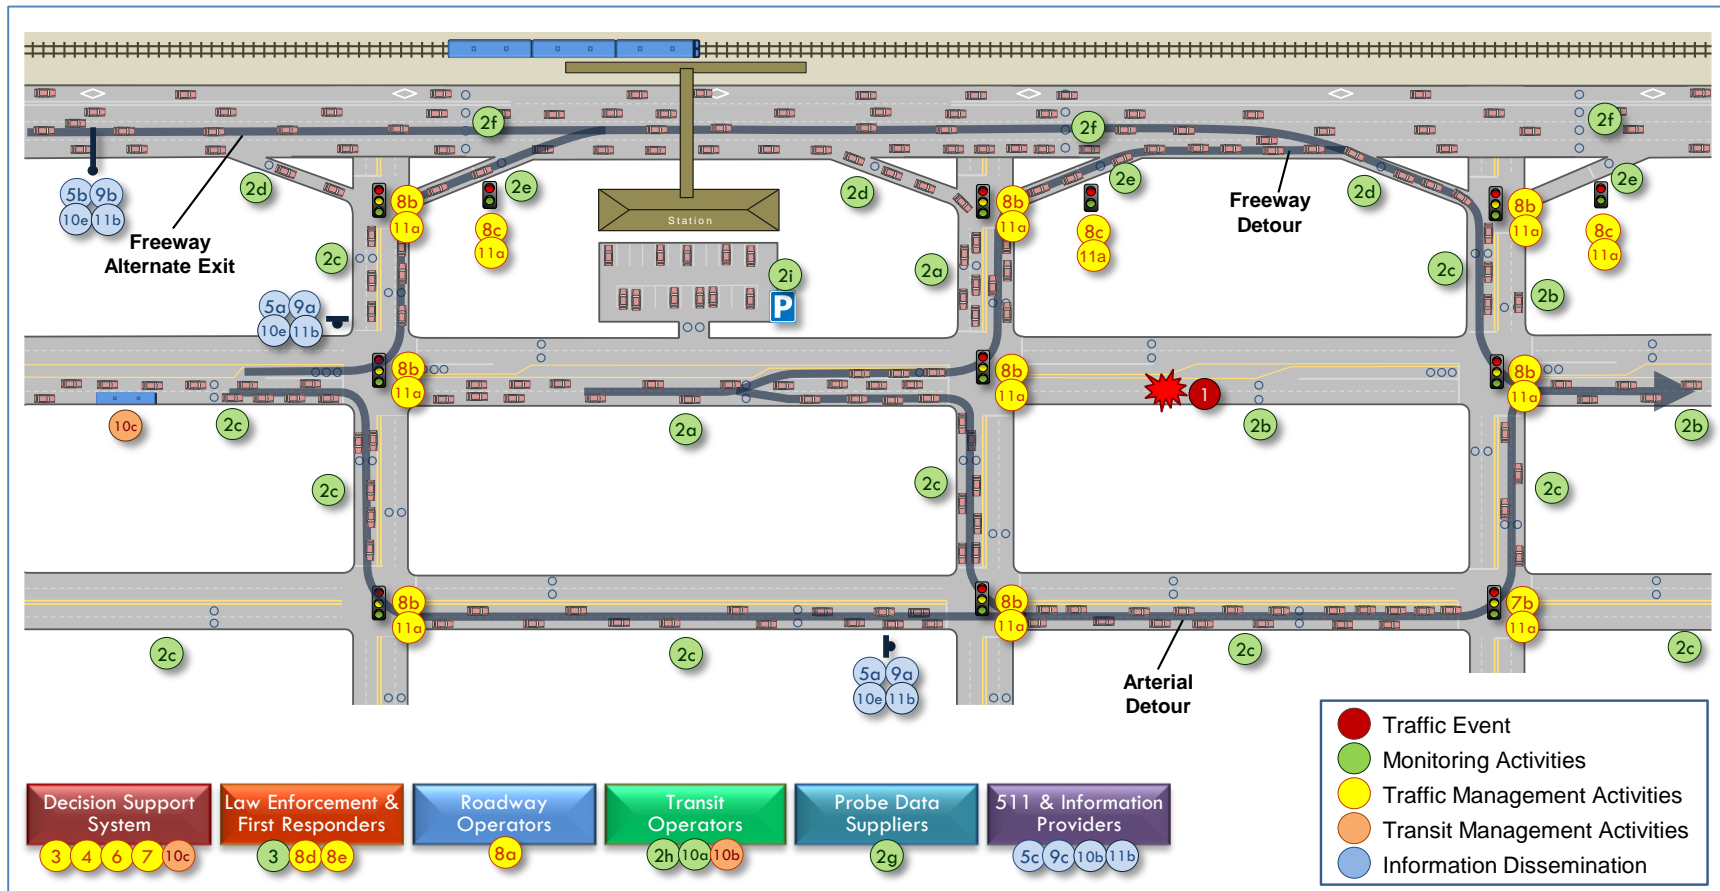 2f
2f
2f
5b 9b
10e 11b
2d
8b
11a
2e
8c
11a
Station
2d
8b
11a
2e
8c
11a
Freeway
Detour
2d
8b
11a
2e
8c
11a
Freeway
Alternate Exit
2c
2i
P
2a
2c
2b
5a 9a
10e 11b
8b
11a
8b
11a
1
8b
11a
10c
2c
2a
2b
2b
2c
2c
2c
8b
11a
8b
11a
7b
11a
2c
2c
5a 9a
10e 11b
2c
2c
Arterial
Detour
Traffic Event
Monitoring Activities
Traffic Management Activities
Transit Management Activities
Information Dissemination
Decision Support
System
3 4 6 7 10c
Law Enforcement &
First Responders
3 8d 8e
Roadway
Operators
8a
Transit
Operators
2h 10a 10b
Probe Data
Suppliers
2g
511 & Information
Providers
5c 9c 10b 11b